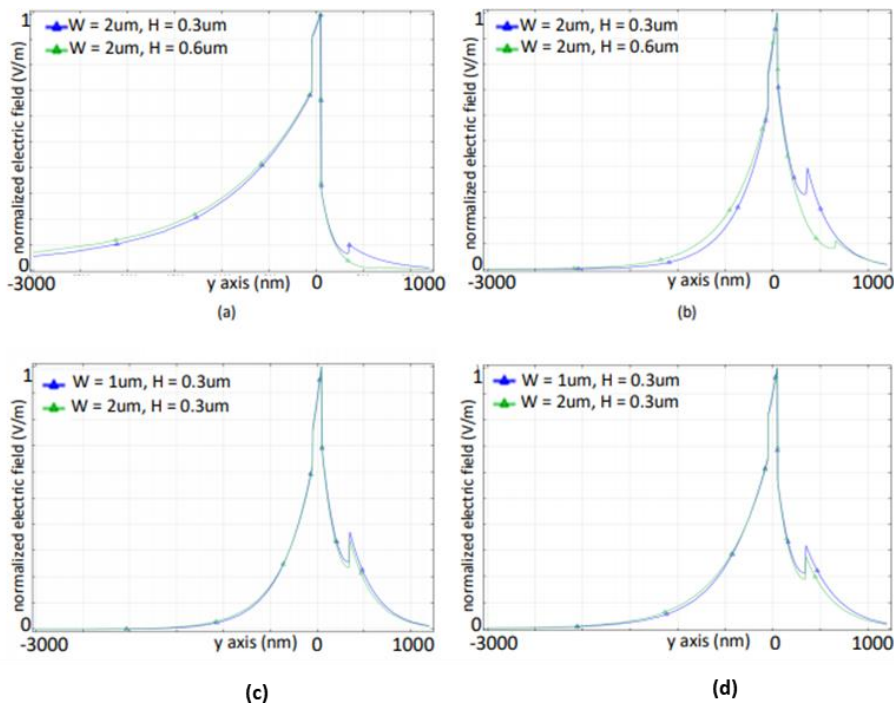 1
W = 2um, H = 0.3um
W = 2um, H = 0.6um
normalized electric field (V/m)
0
-3000
y axis (nm)
0
1000
(a)
1
W = 2um, H = 0.3um
W = 2um, H = 0.6um
normalized electric field (V/m)
0
-3000
y axis (nm)
0
1000
(b)
1
W = 1um, H = 0.3um
W = 2um, H = 0.3um
normalized electric field (V/m)
0
-3000
y axis (nm)
0
1000
(c)
1
W = 1um, H = 0.3um
W = 2um, H = 0.3um
normalized electric field (V/m)
0
-3000
y axis (nm)
0
1000
(d)